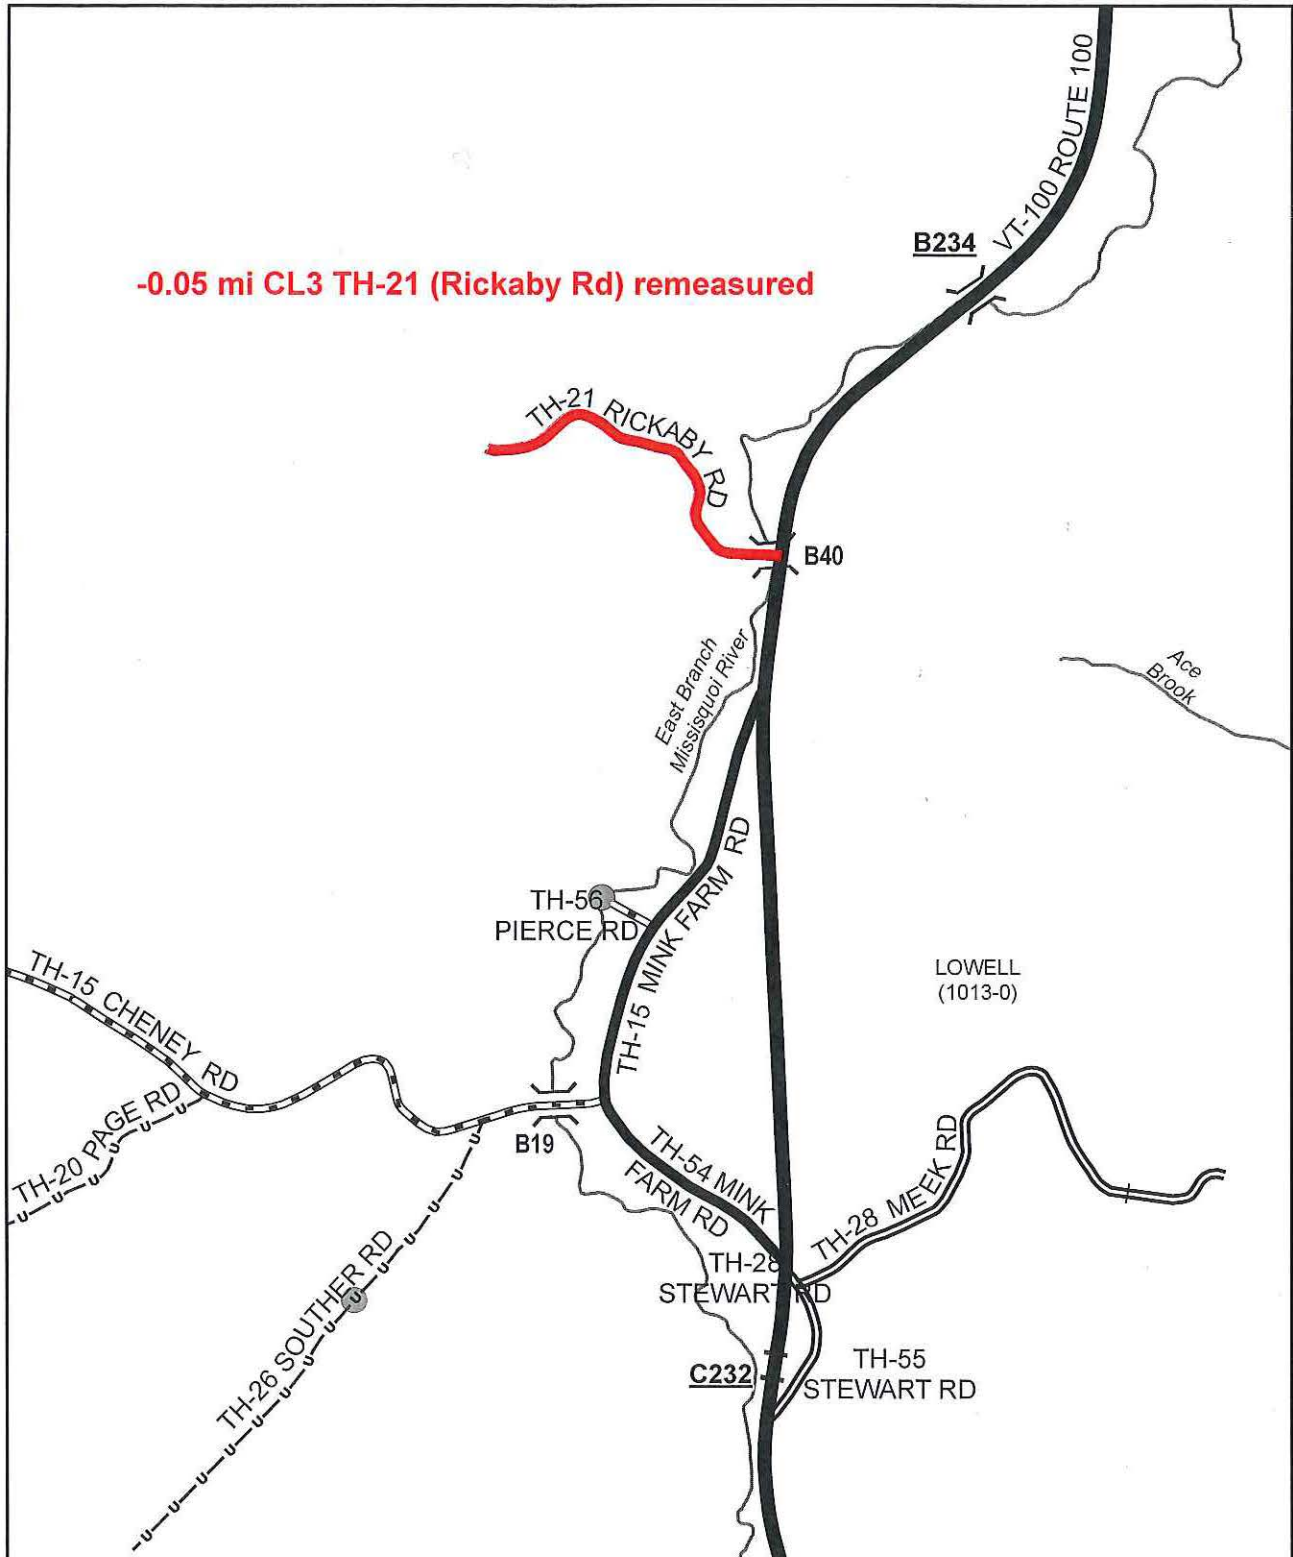 VT-100 ROUTE 100
B234
-0.05 mi CL3 TH-21 (Rickaby Rd) remeasured
TH-21 RICKABY RD
B40
East Branch
Missisquoi River
Ace
Brook
TH-56
PIERCE RD
TH-15 MINK FARM RD
LOWELL
(1013-0)
TH-15 CHENEY RD
TH-20 PAGE RD
B19
TH-54 MINK
FARM RD
TH-28 MEEK RD
TH-28
STEWART RD
TH-26 SOUTHER RD
C232
TH-55
STEWART RD